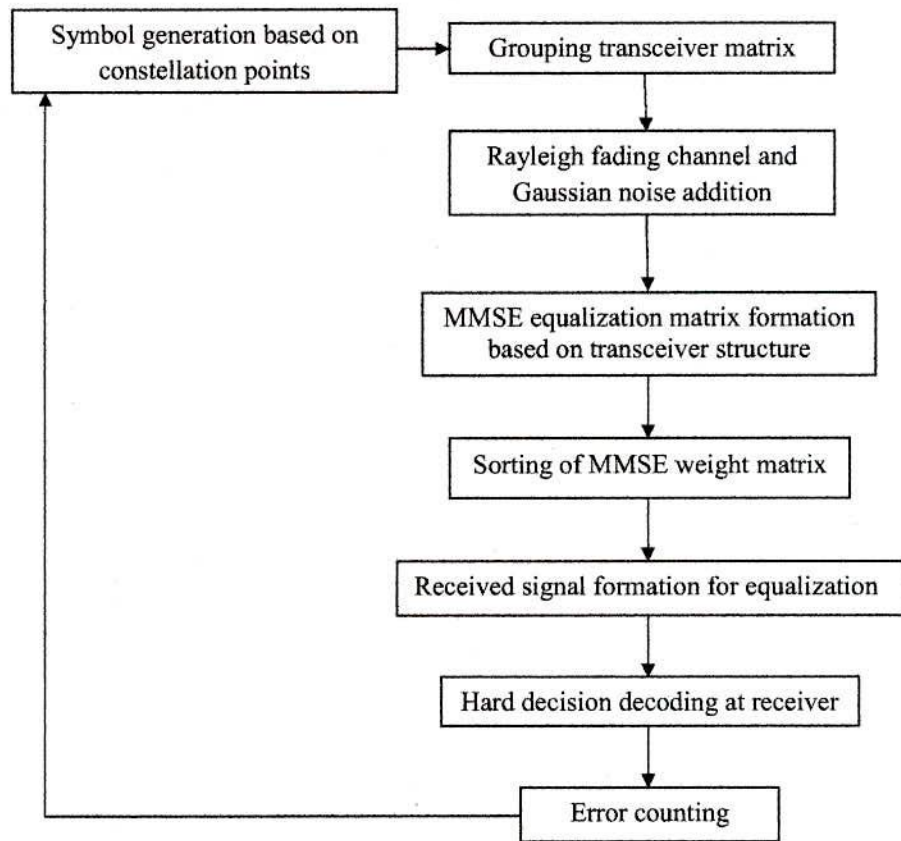 Symbol generation based on
constellation points
Grouping transceiver matrix
Rayleigh fading channel and
Gaussian noise addition
MMSE equalization matrix formation
based on transceiver structure
Sorting of MMSE weight matrix
Received signal formation for equalization
Hard decision decoding at receiver
Error counting